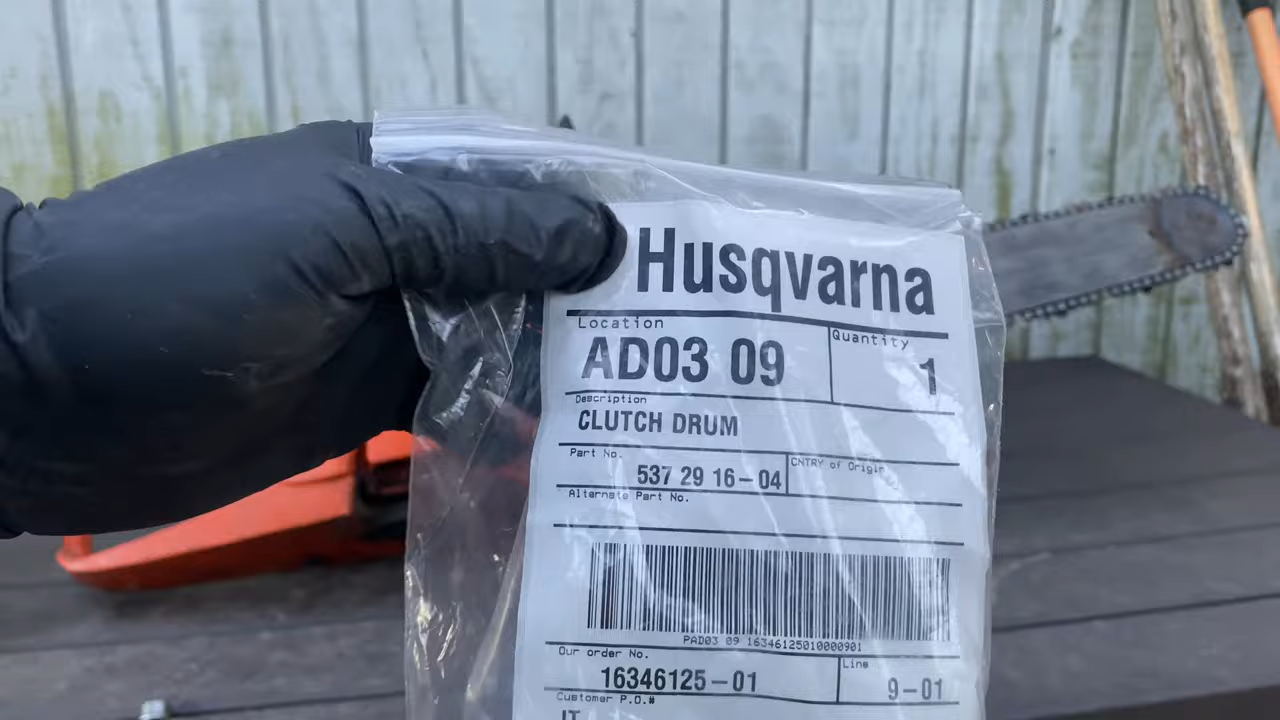 Husqvarna
Location
Quantity
AD03 09
1
Description
CLUTCH DRUM
Part No.
CNTRY of Origin
537 29 16-04
Alternate Part No.
PAD03 09 16346125010000901
Our order No.
Line
16346125-01
9-01
Customer P.O.#